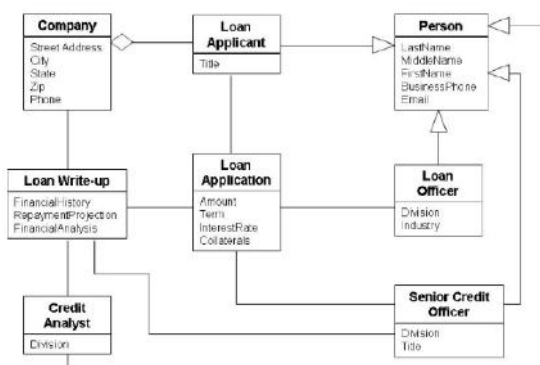 Company
Street Address
City
State
Zip
Phone
Loan
Applicant
Title
Person
LastName
MiddleName
FirstName
BusinessPhone
Email
Loan Write-up
FinancialHistory
RepaymentProjection
FinancialAnalysis
Loan
Application
Amount
Term
InterestRate
Collaterals
Loan
Officer
Division
Industry
Credit
Analyst
Division
Senior Credit
Officer
Division
Title